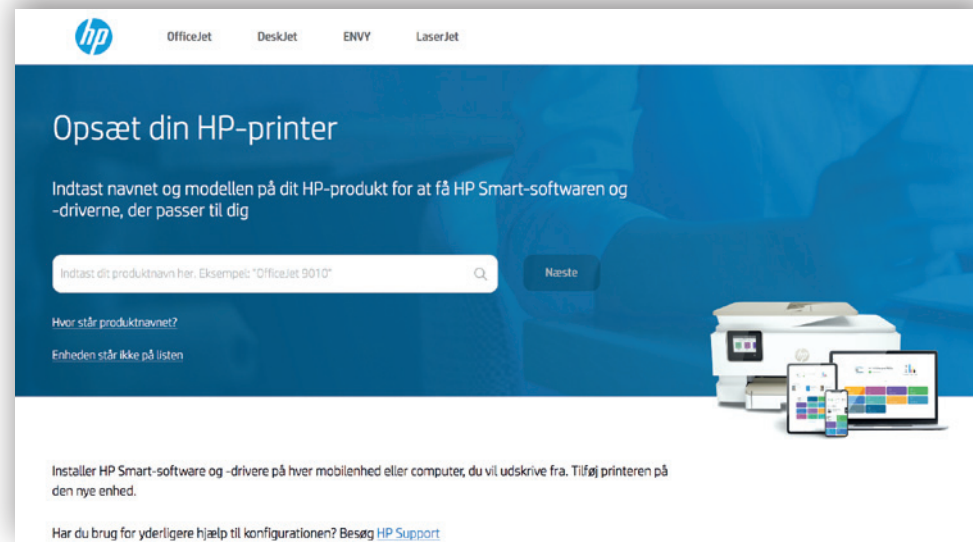 hp
OfficeJet DeskJet ENVY LaserJet
Opsæt din HP-printer
Indtast navnet og modellen på dit HP-produkt for at få HP Smart-softwaren og
-driverne, der passer til dig
Indtast dit produktnavn her. Eksempel: "OfficeJet 9010"
Næste
Hvor står produktnavnet?
Enheden står ikke på listen
Installer HP Smart-software og -drivere på hver mobilenhed eller computer, du vil udskrive fra. Tilføj printeren på
den nye enhed.
Har du brug for yderligere hjælp til konfigurationen? Besøg HP Support